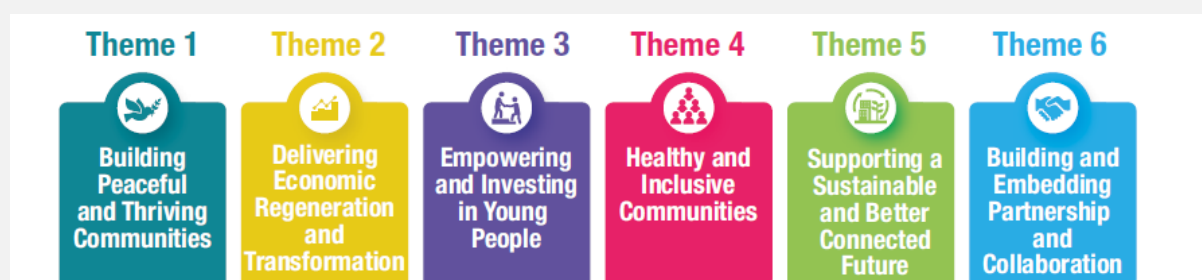 Theme 1
Building
Peaceful
and Thriving
Communities
Theme 2
Delivering
Economic
Regeneration
and
Transformation
Theme 3
Empowering
and Investing
in Young
People
Theme 4
Healthy and
Inclusive
Communities
Theme 5
Supporting a
Sustainable
and Better
Connected
Future
Theme 6
Building and
Embedding
Partnership
and
Collaboration